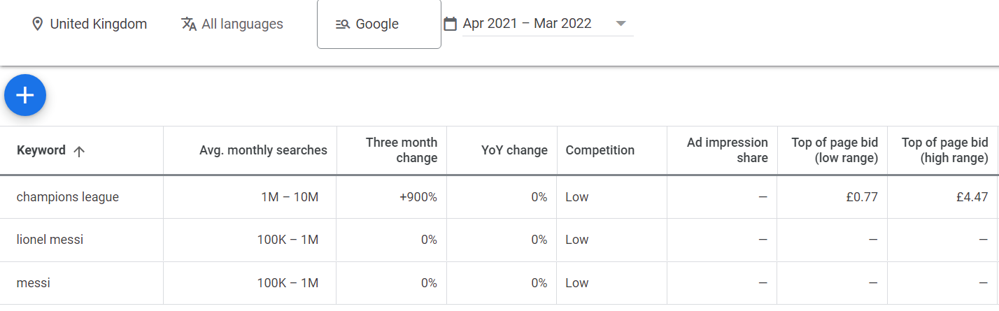 United Kingdom All languages Google Apr 2021 – Mar 2022
Keyword Avg. monthly searches Three month change YoY change Competition Ad impression share Top of page bid (low range) Top of page bid (high range)
champions league 1M – 10M +900% 0% Low — £0.77 £4.47
lionel messi 100K – 1M 0% 0% Low — — —
messi 100K – 1M 0% 0% Low — — —